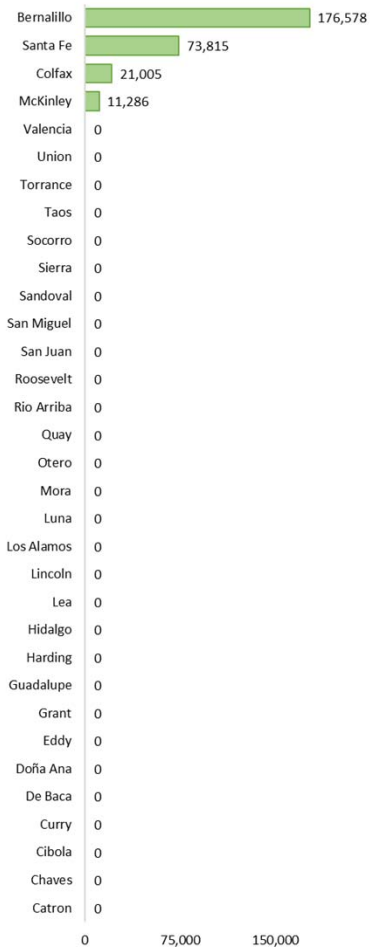 Bernalillo 176,578
Santa Fe 73,815
Colfax 21,005
McKinley 11,286
Valencia 0
Union 0
Torrance 0
Taos 0
Socorro 0
Sierra 0
Sandoval 0
San Miguel 0
San Juan 0
Roosevelt 0
Rio Arriba 0
Quay 0
Otero 0
Mora 0
Luna 0
Los Alamos 0
Lincoln 0
Lea 0
Hidalgo 0
Harding 0
Guadalupe 0
Grant 0
Eddy 0
Doña Ana 0
De Baca 0
Curry 0
Cibola 0
Chaves 0
Catron 0
0 75,000 150,000